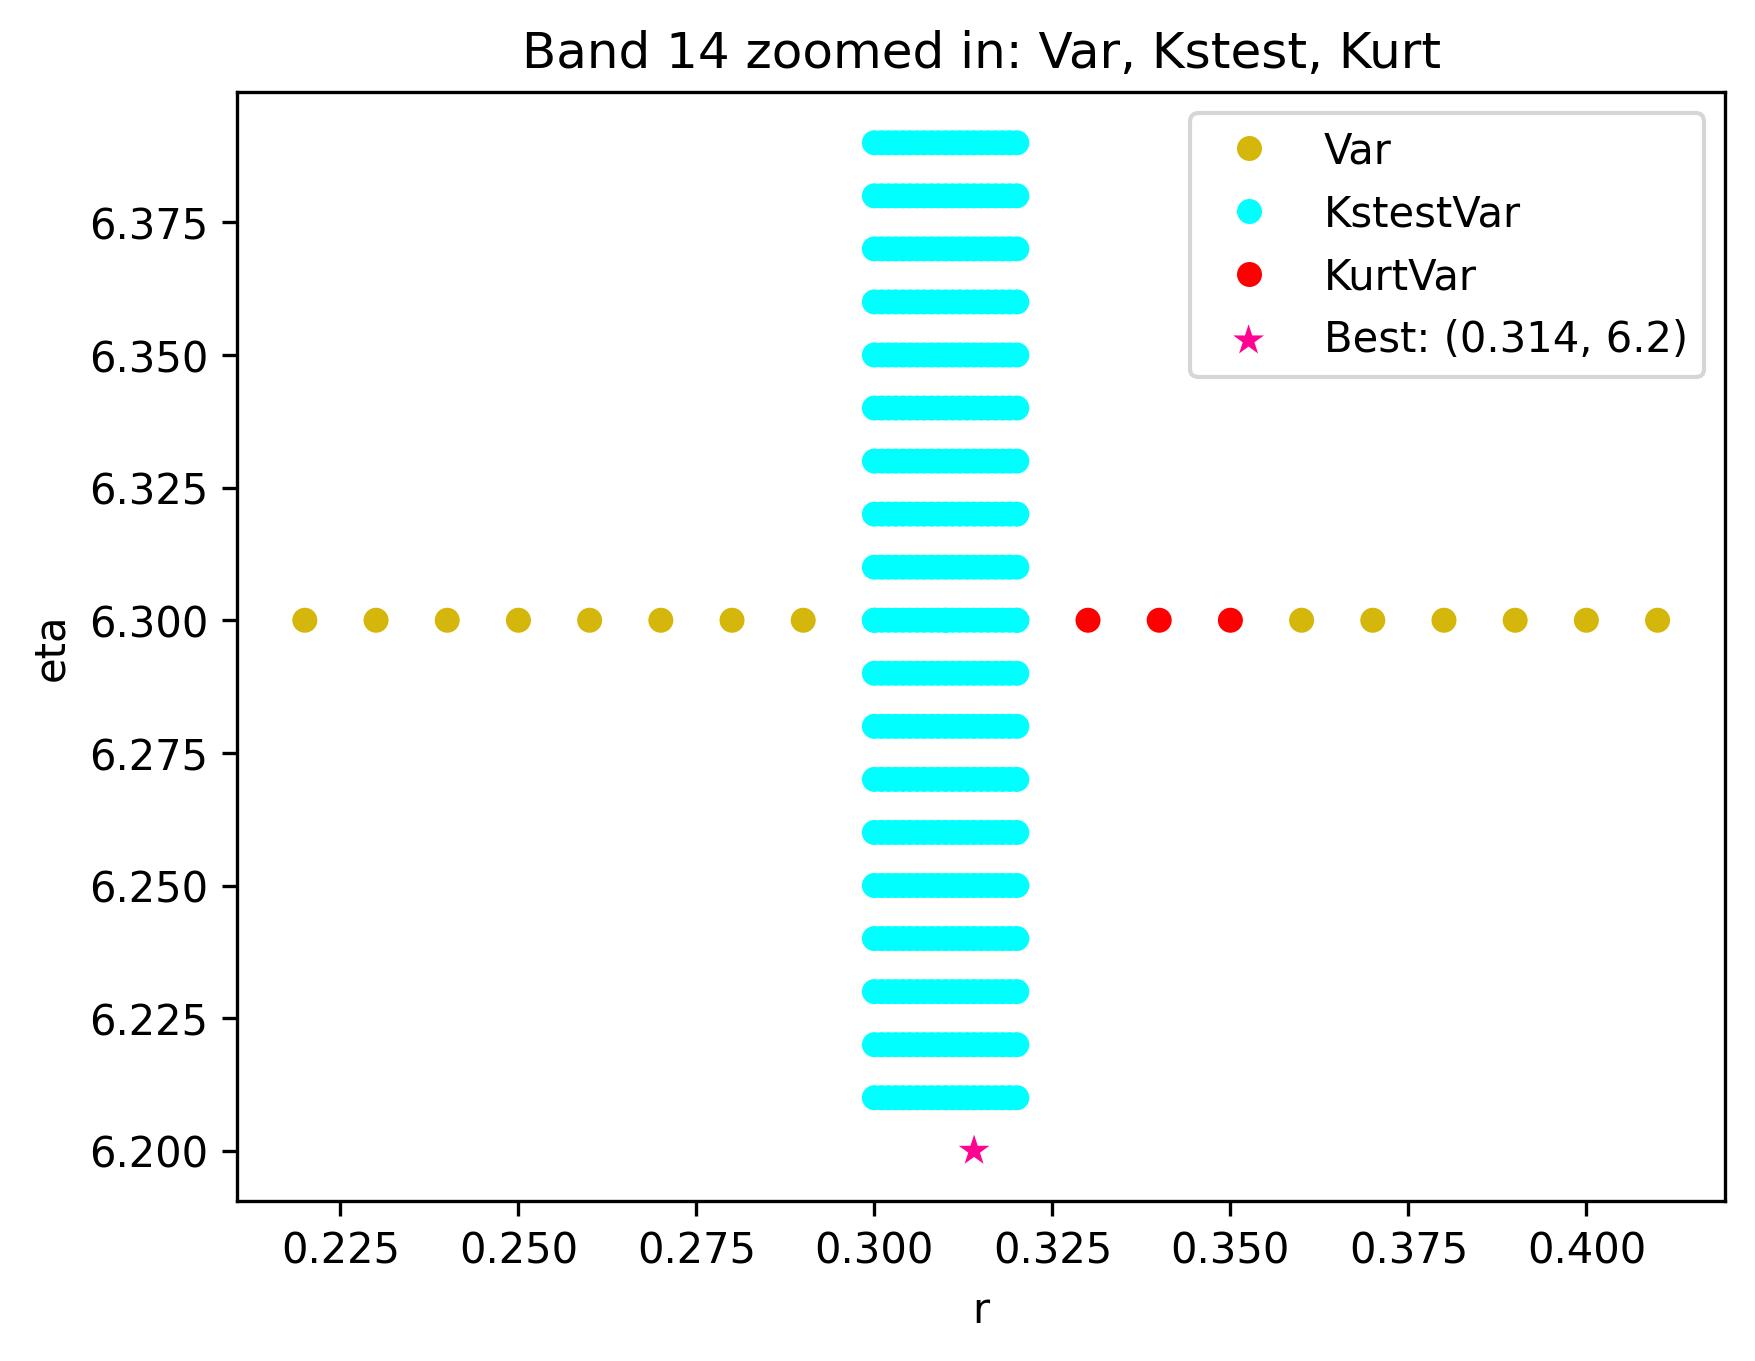 Band 14 zoomed in: Var, Kstest, Kurt
Var
KstestVar
KurtVar
Best: (0.314, 6.2)
eta
6.375
6.350
6.325
6.300
6.275
6.250
6.225
6.200
0.225 0.250 0.275 0.300 0.325 0.350 0.375 0.400
r